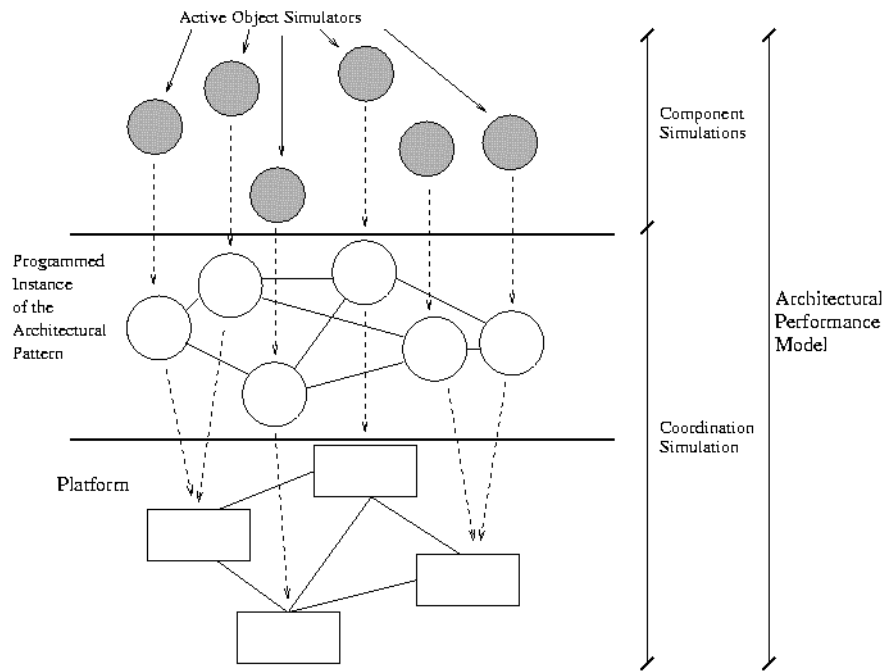 Active Object Simulators
Component
Simulations
Programmed
Instance
of the
Architectural
Pattern
Architectural
Performance
Model
Coordination
Simulation
Platform